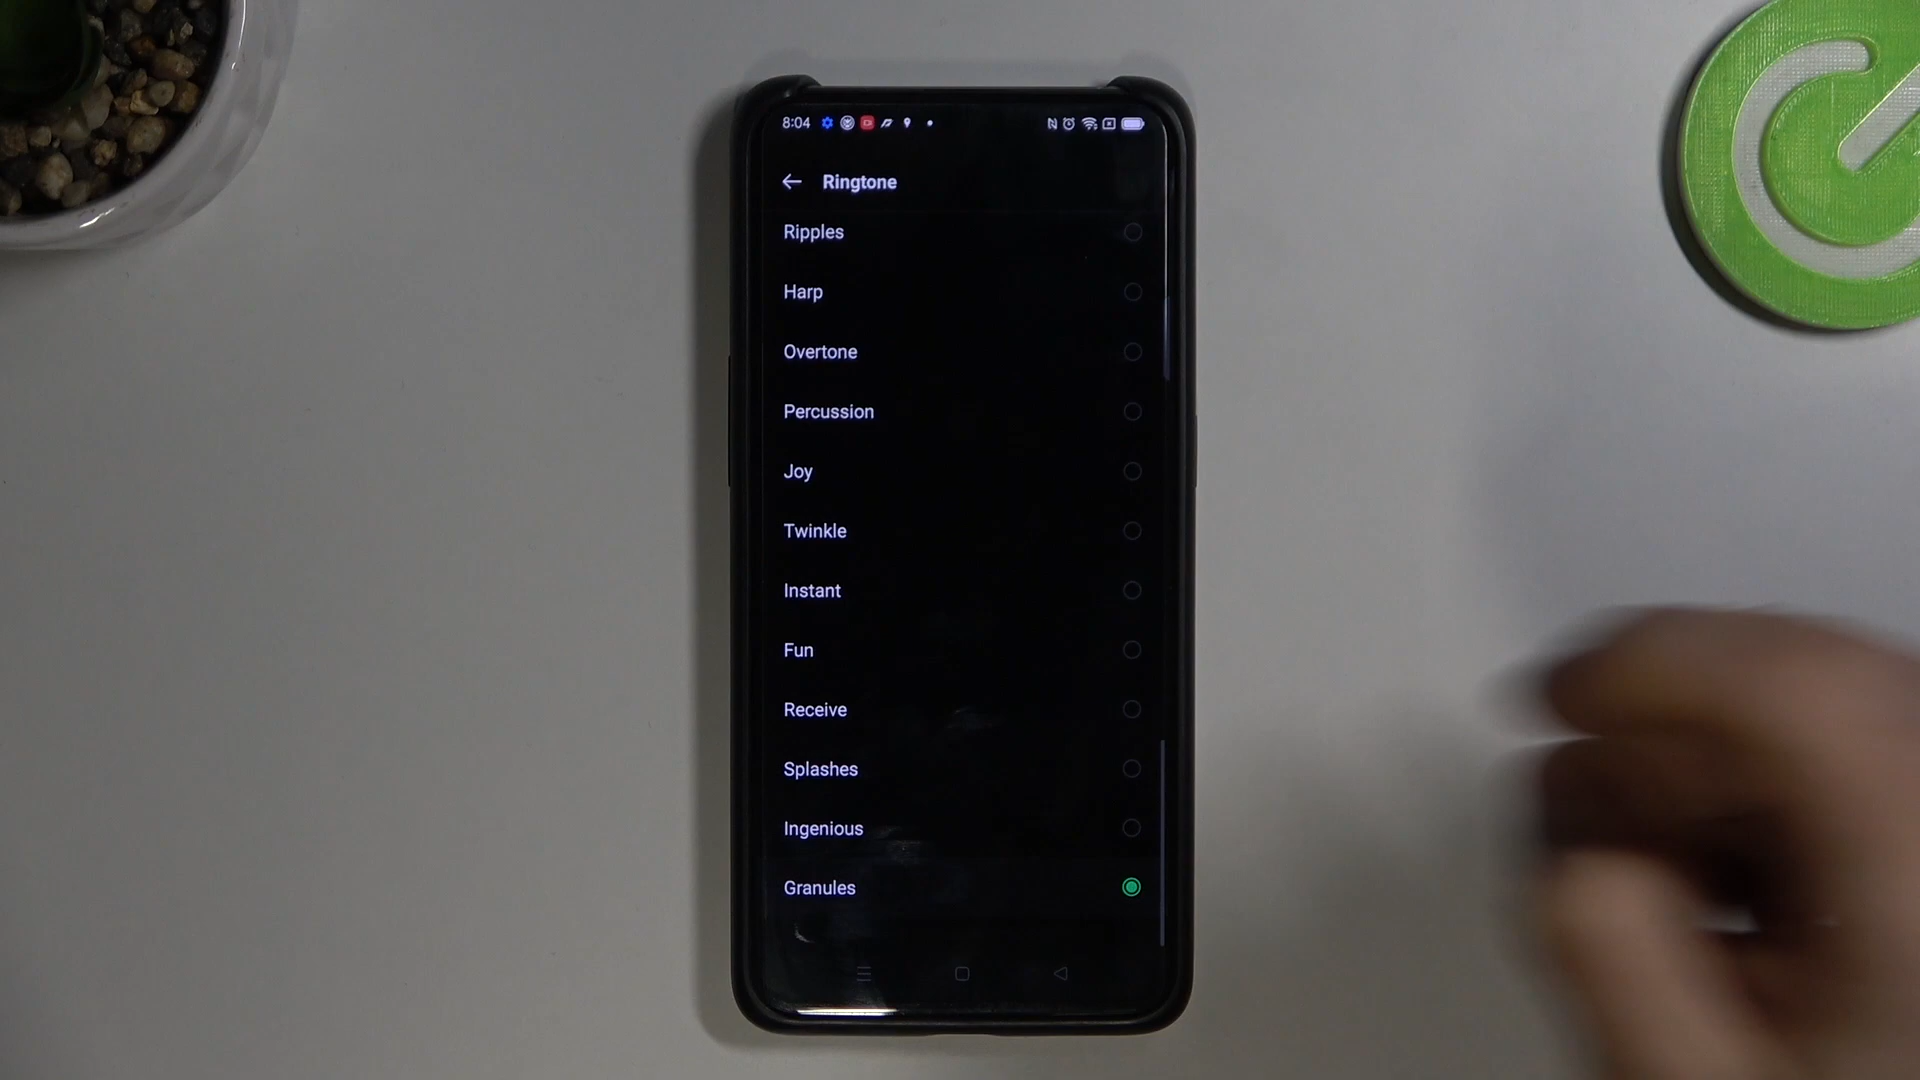 8:04
Ringtone
Ripples
Harp
Overtone
Percussion
Joy
Twinkle
Instant
Fun
Receive
Splashes
Ingenious
Granules